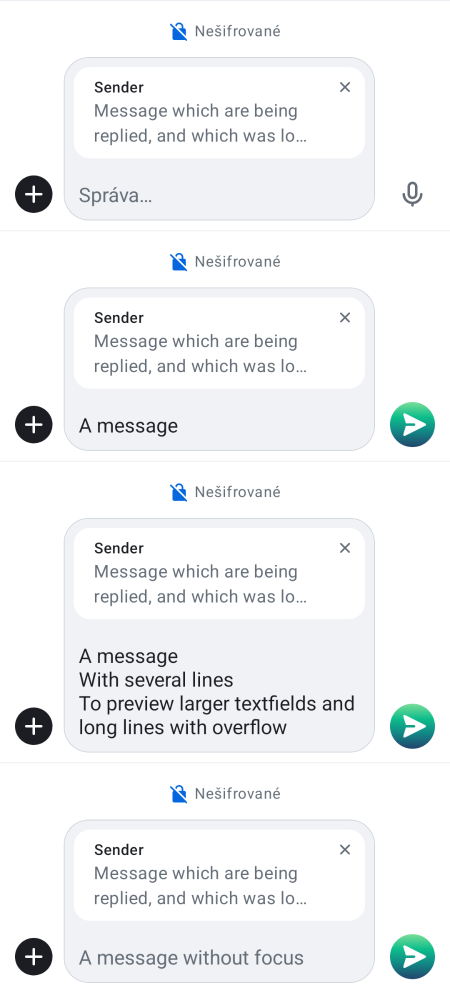 Nešifrované
Sender
Message which are being
replied, and which was lo…
Správa…
Nešifrované
Sender
Message which are being
replied, and which was lo…
A message
Nešifrované
Sender
Message which are being
replied, and which was lo…
A message
With several lines
To preview larger textfields and
long lines with overflow
Nešifrované
Sender
Message which are being
replied, and which was lo…
A message without focus